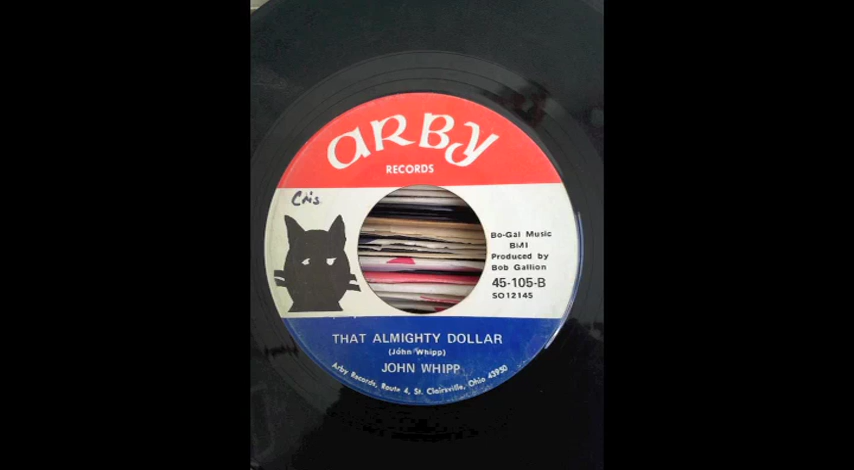 ARBY
RECORDS
Cris
Bo-Gal Music
BMI
Produced by
Bob Gallion
45-105-B
SO12145
THAT ALMIGHTY DOLLAR
(John Whipp)
JOHN WHIPP
Arby Records, Route 4, St. Clairsville, Ohio 43950